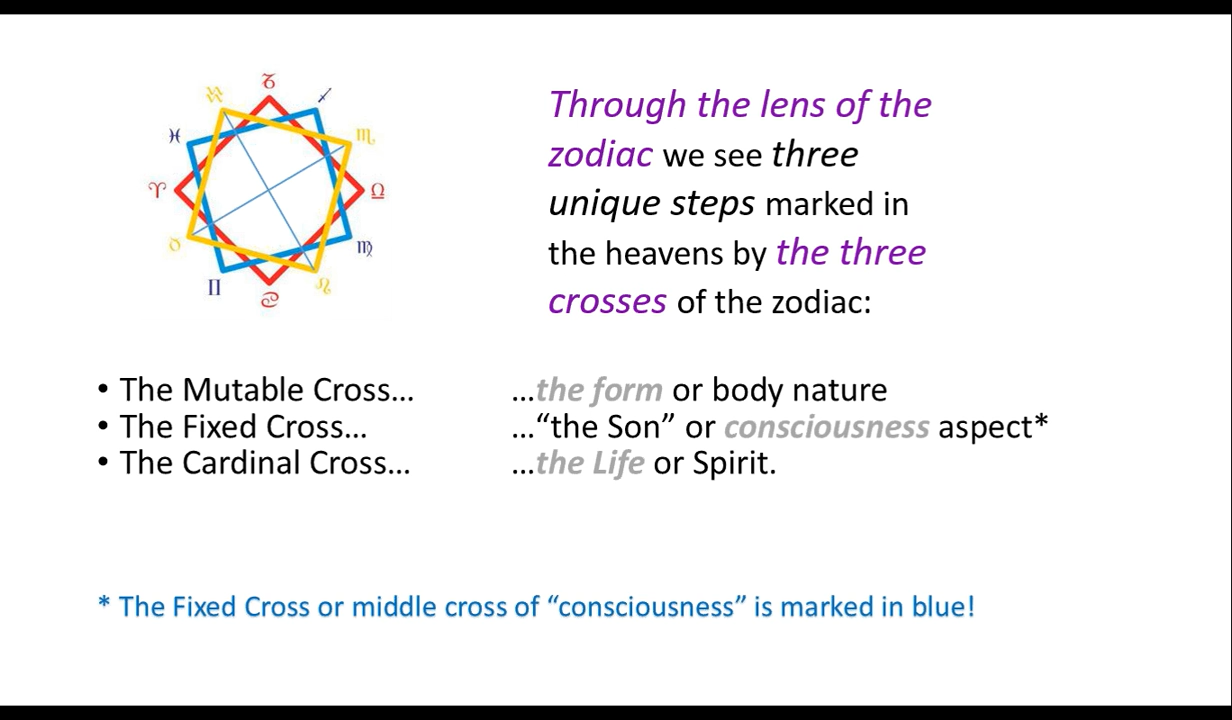 Through the lens of the
zodiac we see three
unique steps marked in
the heavens by the three
crosses of the zodiac:
• The Mutable Cross... ...the form or body nature
• The Fixed Cross... ...“the Son” or consciousness aspect*
• The Cardinal Cross... ...the Life or Spirit.
* The Fixed Cross or middle cross of “consciousness” is marked in blue!